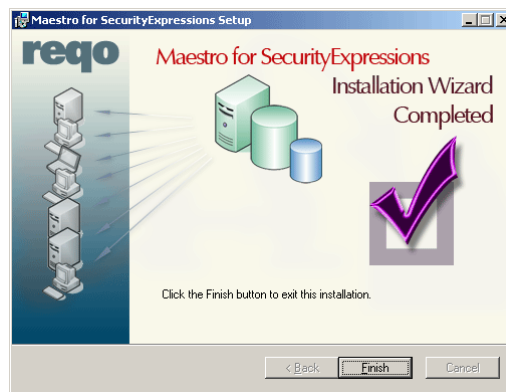 Maestro for SecurityExpressions Setup
reqo
Maestro for SecurityExpressions
Installation Wizard
Completed
Click the Finish button to exit this installation.
< Back Finish Cancel